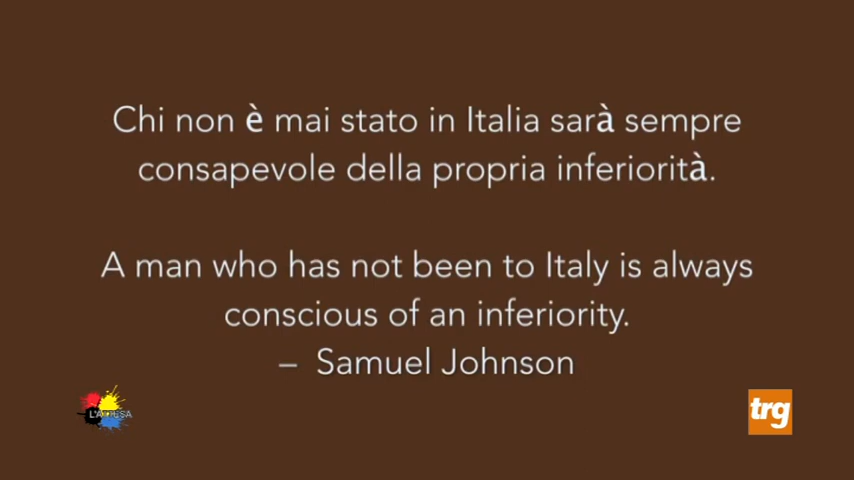 Chi non è mai stato in Italia sarà sempre
consapevole della propria inferiorità.
A man who has not been to Italy is always
conscious of an inferiority.
– Samuel Johnson
trg